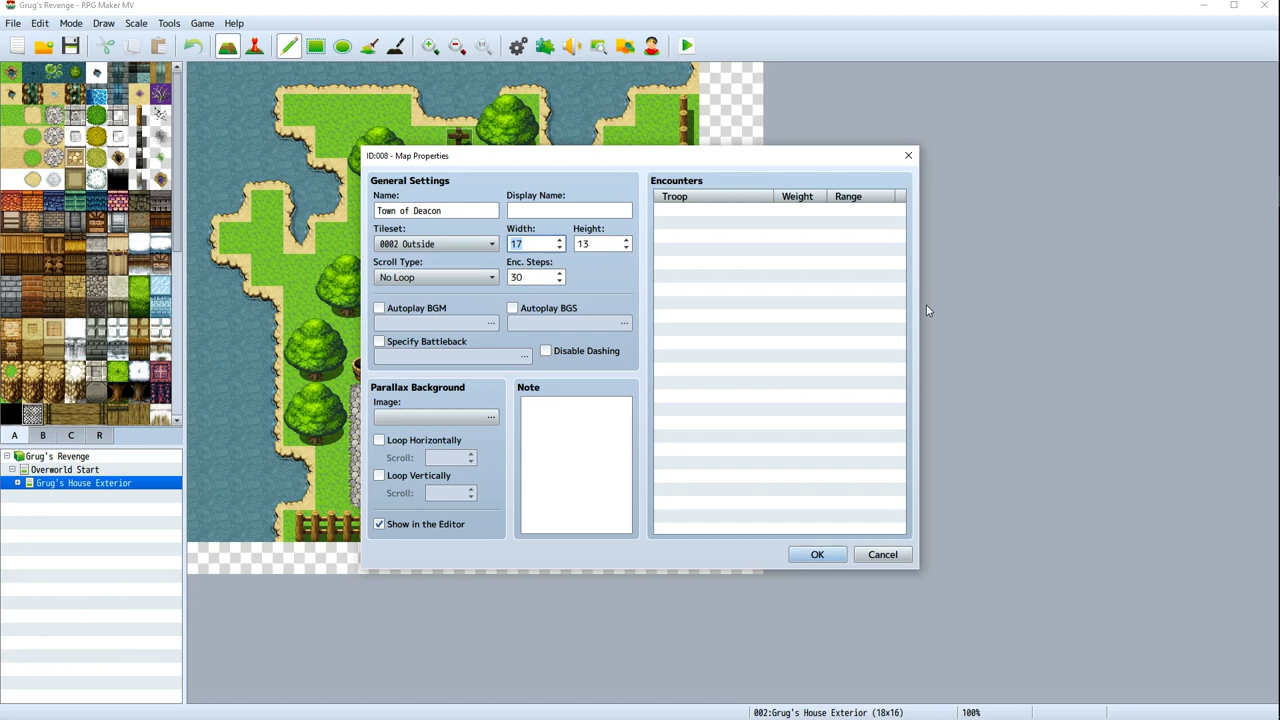 Grug's Revenge - RPG Maker MV
File Edit Mode Draw Scale Tools Game Help
ID:008 - Map Properties
General Settings
Name:
Display Name:
Town of Deacon
Tileset:
Width:
Height:
0002 Outside
17
13
Scroll Type:
Enc. Steps:
No Loop
30
Autoplay BGM
Autoplay BGS
...
...
Specify Battleback
Disable Dashing
...
Parallax Background
Image:
...
Loop Horizontally
Scroll:
Loop Vertically
Scroll:
Show in the Editor
Note
Encounters
Troop Weight Range
OK
Cancel
A B C R
Grug's Revenge
Overworld Start
Grug's House Exterior
002:Grug's House Exterior (18x16)
100%